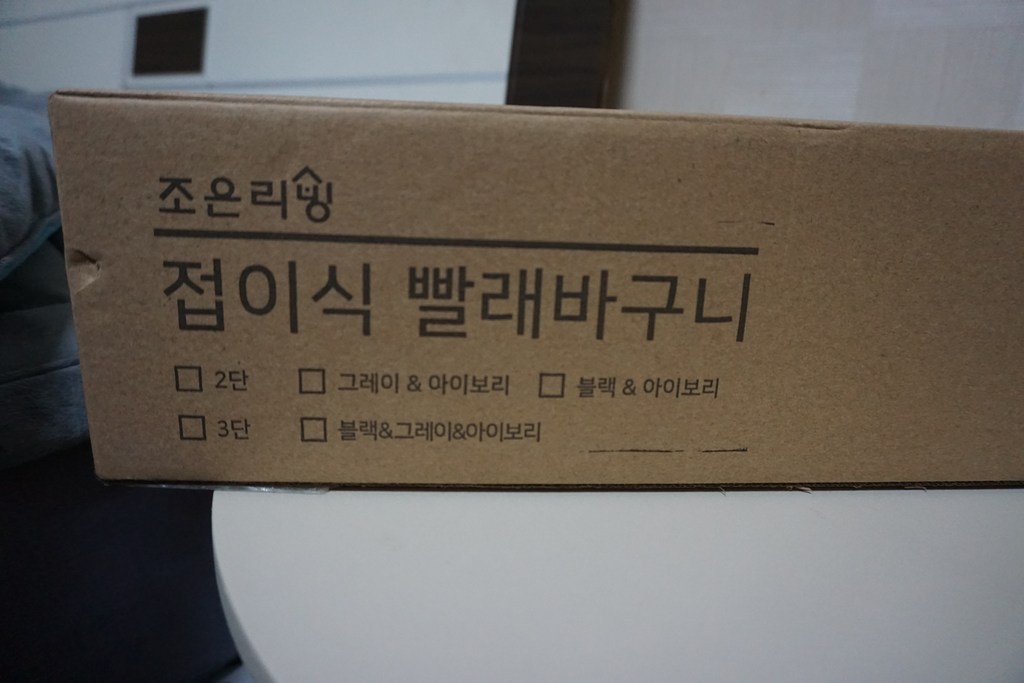 조은리빙
접이식 빨래바구니
2단 그레이 & 아이보리 블랙 & 아이보리
3단 블랙&그레이&아이보리